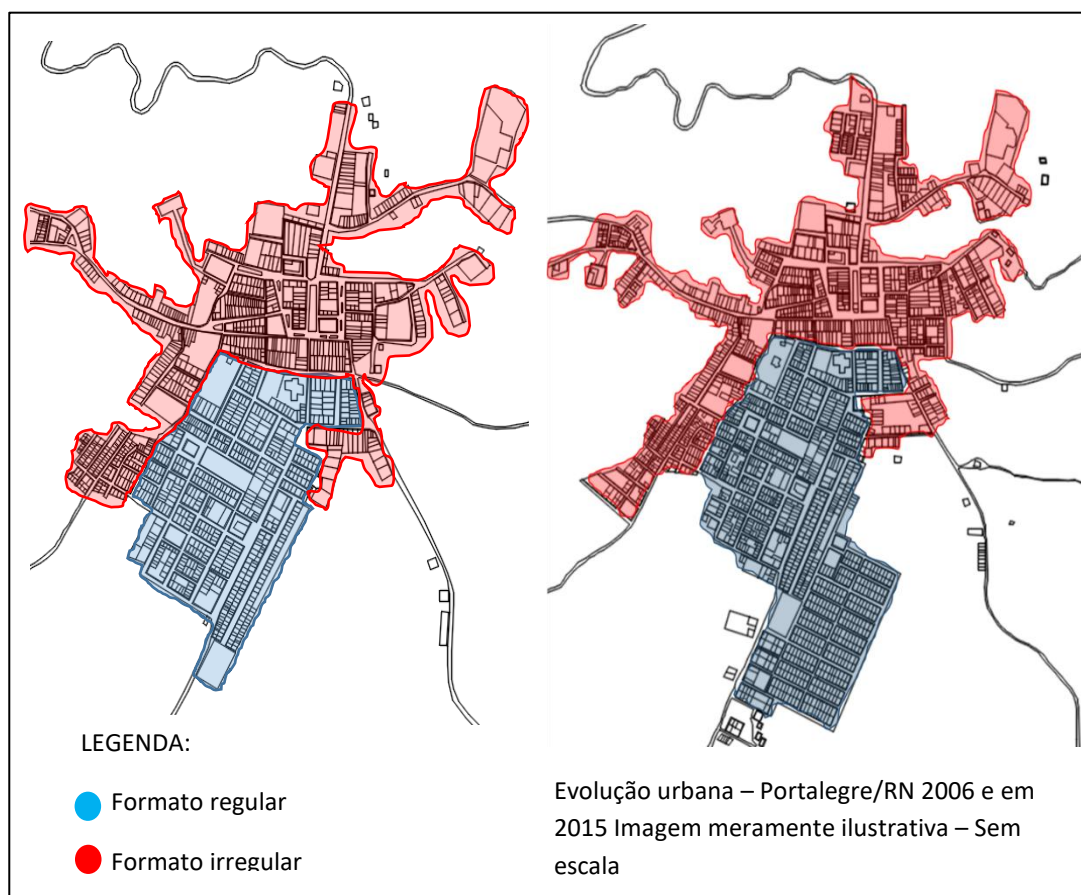 LEGENDA:
Formato regular
Formato irregular
Evolução urbana – Portalegre/RN 2006 e em
2015 Imagem meramente ilustrativa – Sem
escala